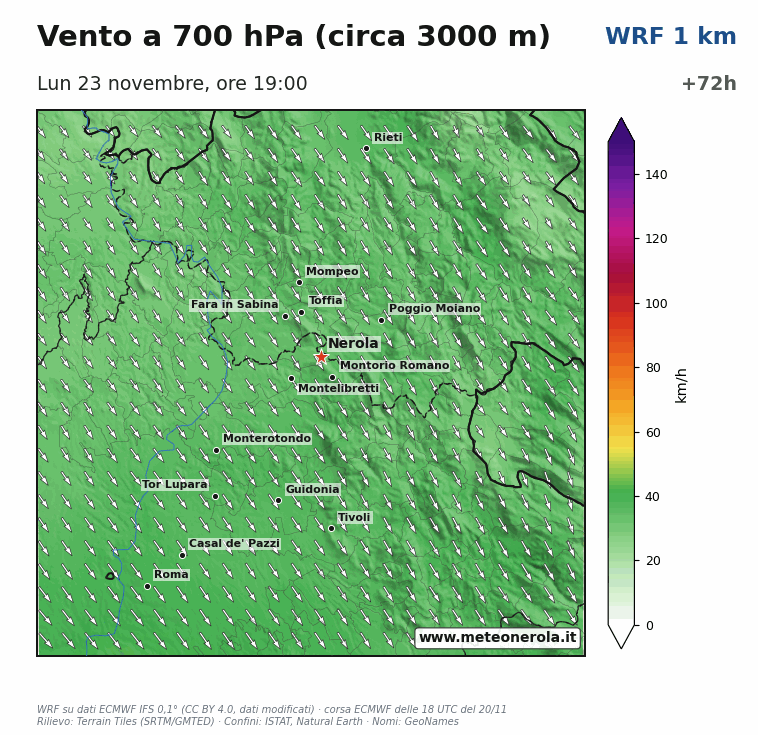 Vento a 700 hPa (circa 3000 m)
WRF 1 km
Lun 23 novembre, ore 19:00
+72h
Rieti
Mompeo
Fara in Sabina
Toffia
Poggio Moiano
Nerola
Montorio Romano
Montelibretti
Monterotondo
Tor Lupara
Guidonia
Tivoli
Casal de' Pazzi
Roma
www.meteonerola.it
140
120
100
80
60
40
20
0
km/h
WRF su dati ECMWF IFS 0,1° (CC BY 4.0, dati modificati) · corsa ECMWF delle 18 UTC del 20/11
Rilievo: Terrain Tiles (SRTM/GMTED) · Confini: ISTAT, Natural Earth · Nomi: GeoNames